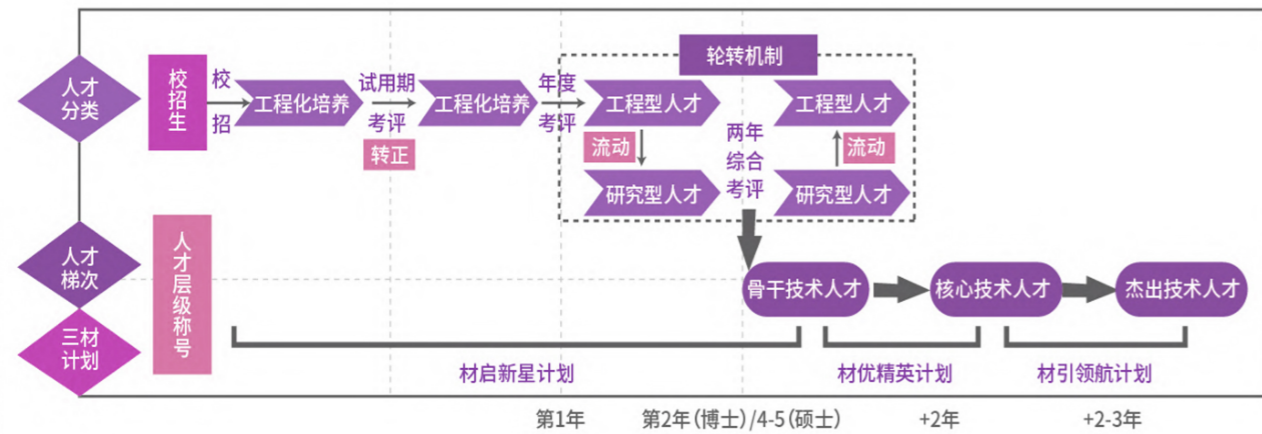 轮转机制
人才
分类
校招生
校
招
工程化培养
试用期
考评
转正
工程化培养
年度
考评
工程型人才
流动
研究型人才
两年
综合
考评
工程型人才
流动
研究型人才
人才
梯次
人才层级称号
骨干技术人才
核心技术人才
杰出技术人才
三材
计划
材启新星计划
材优精英计划
材引领航计划
第1年
第2年(博士)/4-5(硕士)
+2年
+2-3年